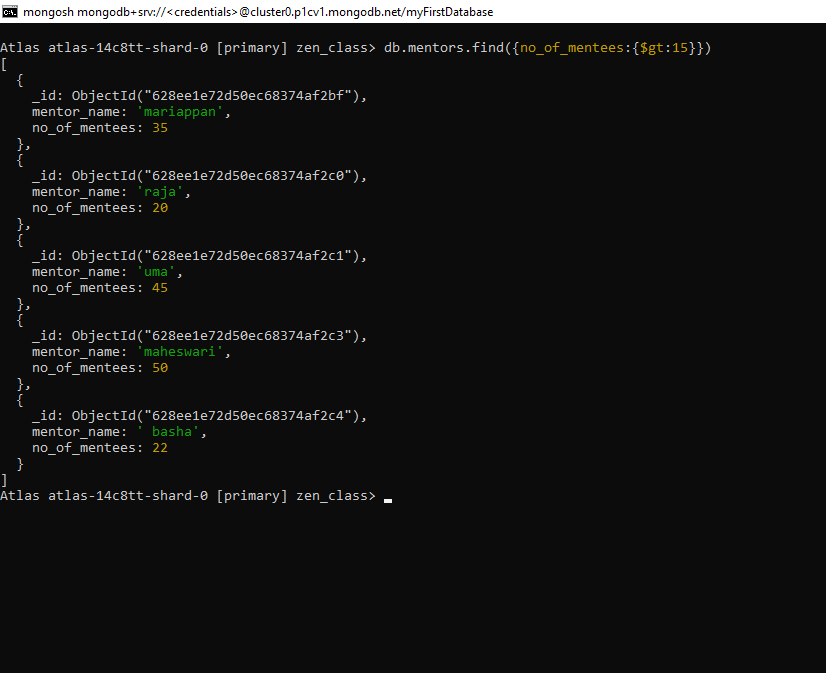 mongosh mongodb+srv://<credentials>@cluster0.p1cv1.mongodb.net/myFirstDatabase
Atlas atlas-14c8tt-shard-0 [primary] zen_class> db.mentors.find({no_of_mentees:{$gt:15}})
[
  {
    _id: ObjectId("628ee1e72d50ec68374af2bf"),
    mentor_name: 'mariappan',
    no_of_mentees: 35
  },
  {
    _id: ObjectId("628ee1e72d50ec68374af2c0"),
    mentor_name: 'raja',
    no_of_mentees: 20
  },
  {
    _id: ObjectId("628ee1e72d50ec68374af2c1"),
    mentor_name: 'uma',
    no_of_mentees: 45
  },
  {
    _id: ObjectId("628ee1e72d50ec68374af2c3"),
    mentor_name: 'maheswari',
    no_of_mentees: 50
  },
  {
    _id: ObjectId("628ee1e72d50ec68374af2c4"),
    mentor_name: ' basha',
    no_of_mentees: 22
  }
]
Atlas atlas-14c8tt-shard-0 [primary] zen_class>